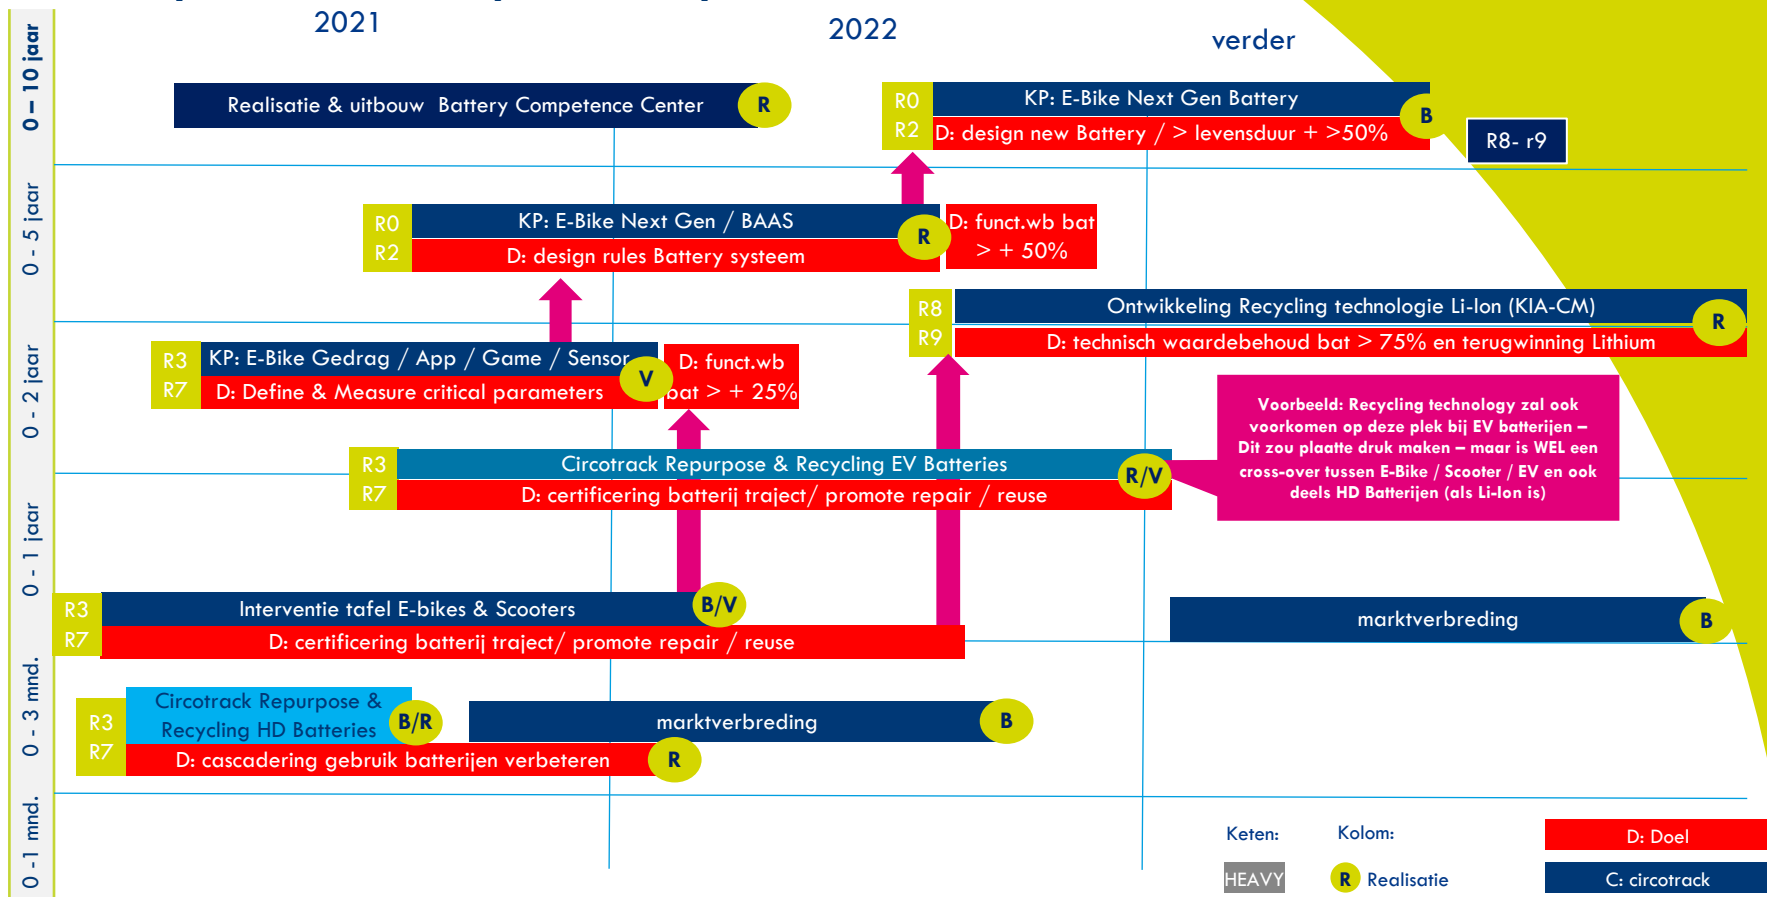 2021
2022
verder
0 – 10 jaar
Realisatie & uitbouw Battery Competence Center
R
R0
R2
KP: E-Bike Next Gen Battery
D: design new Battery / > levensduur + >50%
B
R8- r9
0 - 5 jaar
R0
R2
KP: E-Bike Next Gen / BAAS
D: design rules Battery systeem
R
D: funct.wb bat
> + 50%
R8
R9
Ontwikkeling Recycling technologie Li-Ion (KIA-CM)
D: technisch waardebehoud bat > 75% en terugwinning Lithium
R
0 - 2 jaar
R3
R7
KP: E-Bike Gedrag / App / Game / Sensor
D: Define & Measure critical parameters
V
D: funct.wb
bat > + 25%
Voorbeeld: Recycling technology zal ook
voorkomen op deze plek bij EV batterijen –
Dit zou plaatte druk maken – maar is WEL een
cross-over tussen E-Bike / Scooter / EV en ook
deels HD Batterijen (als Li-Ion is)
R3
R7
Circotrack Repurpose & Recycling EV Batteries
D: certificering batterij traject/ promote repair / reuse
R/V
0 - 1 jaar
R3
R7
Interventie tafel E-bikes & Scooters
D: certificering batterij traject/ promote repair / reuse
B/V
marktverbreding
B
0 - 3 mnd.
R3
R7
Circotrack Repurpose &
Recycling HD Batteries
B/R
D: cascadering gebruik batterijen verbeteren
R
marktverbreding
B
0 -1 mnd.
Keten:
Kolom:
D: Doel
HEAVY
R
Realisatie
C: circotrack